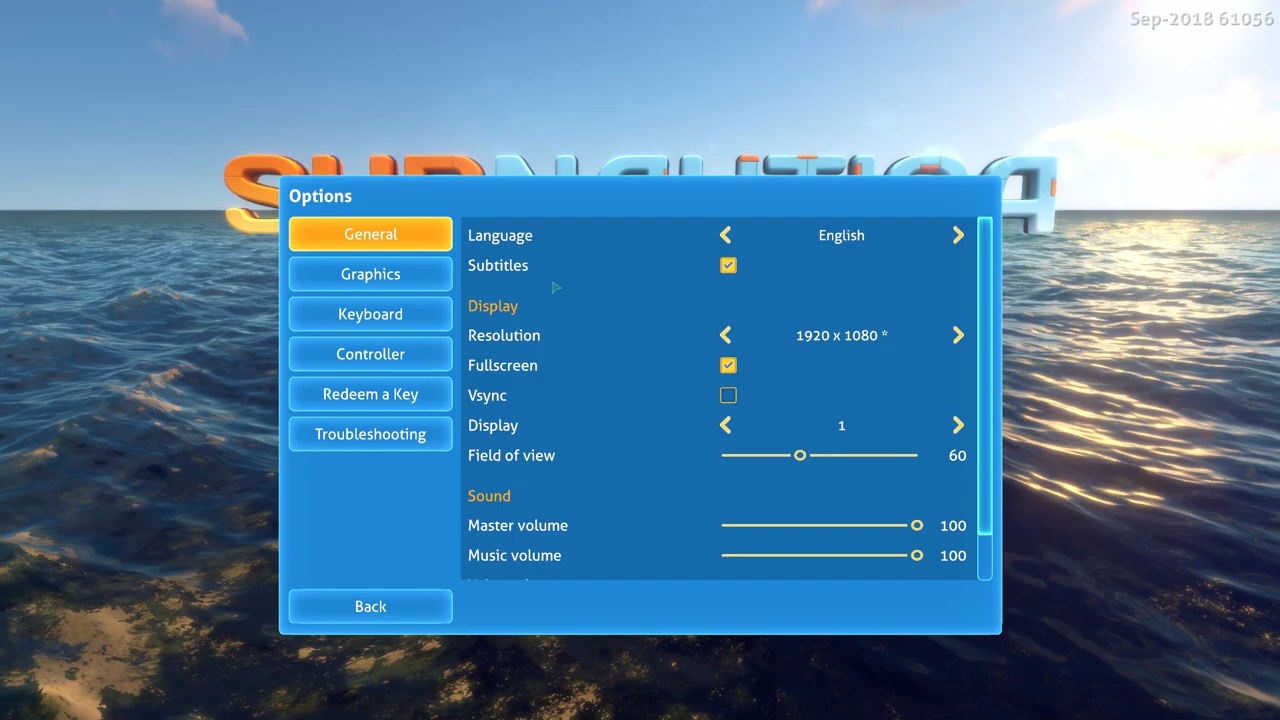 Sep-2018 61056
SUBNAUTICA
Options
General
Graphics
Keyboard
Controller
Redeem a Key
Troubleshooting
Back
Language English
Subtitles
Display
Resolution 1920 x 1080 *
Fullscreen
Vsync
Display 1
Field of view 60
Sound
Master volume 100
Music volume 100